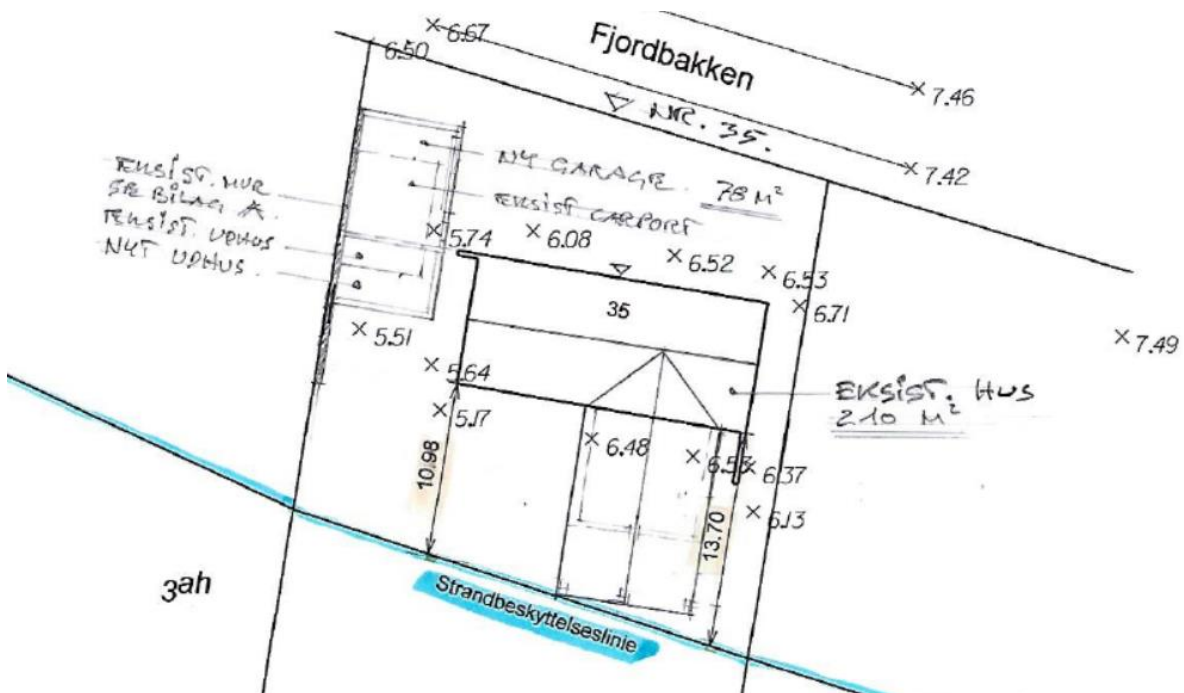 6.67
Fjordbakken
6.50
7.46
NR. 35.
7.42
EKSIST. MUR
SE BILAG A.
EKSIST. UDHUS
NYT UDHUS.
NY GARAGE. 78 M²
EKSIST. CARPORT
5.74
6.08
6.52
6.53
6.71
7.49
35
5.51
5.64
5.17
EKSIST. HUS
210 M²
10.98
6.48
6.53
6.37
6.13
13.70
3ah
Strandbeskyttelseslinie